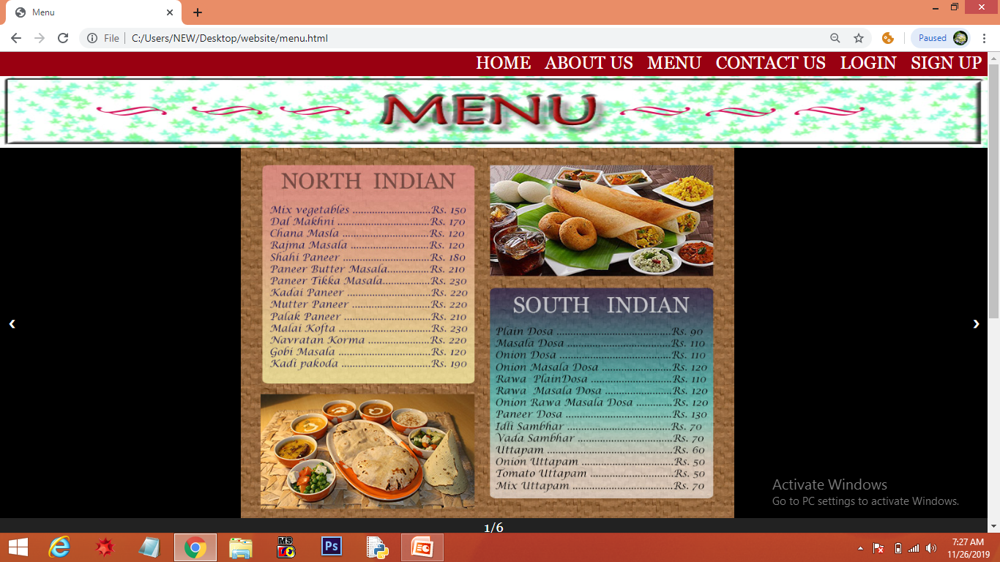 Menu
File C:/Users/NEW/Desktop/website/menu.html Paused
HOME ABOUT US MENU CONTACT US LOGIN SIGN UP
MENU
NORTH INDIAN
Mix vegetables ............................Rs. 150
Dal Makhni .................................Rs. 170
Chana Masla ...............................Rs. 120
Rajma Masala ............................Rs. 120
Shahi Paneer ...............................Rs. 180
Paneer Butter Masala...............Rs. 210
Paneer Tikka Masala.................Rs. 230
Kadai Paneer ..............................Rs. 220
Mutter Paneer ............................Rs. 220
Palak Paneer ...............................Rs. 210
Malai Kofta .................................Rs. 230
Navratan Korma ......................Rs. 220
Gobi Masala ................................Rs. 120
Kadi pakoda ................................Rs. 190
SOUTH INDIAN
Plain Dosa .........................................Rs. 90
Masala Dosa ......................................Rs. 110
Onion Dosa ........................................Rs. 110
Onion Masala Dosa ..........................Rs. 120
Rawa PlainDosa .............................Rs. 110
Rawa Masala Dosa .........................Rs. 120
Onion Rawa Masala Dosa .............Rs. 120
Paneer Dosa ......................................Rs. 130
Idli Sambhar ......................................Rs. 70
Vada Sambhar ..................................Rs. 70
Uttapam ..............................................Rs. 60
Onion Uttapam .................................Rs. 50
Tomato Uttapam ..............................Rs. 50
Mix Uttapam ....................................Rs. 70
Activate Windows
Go to PC settings to activate Windows.
1/6
MS
Ps
7:27 AM
11/26/2019